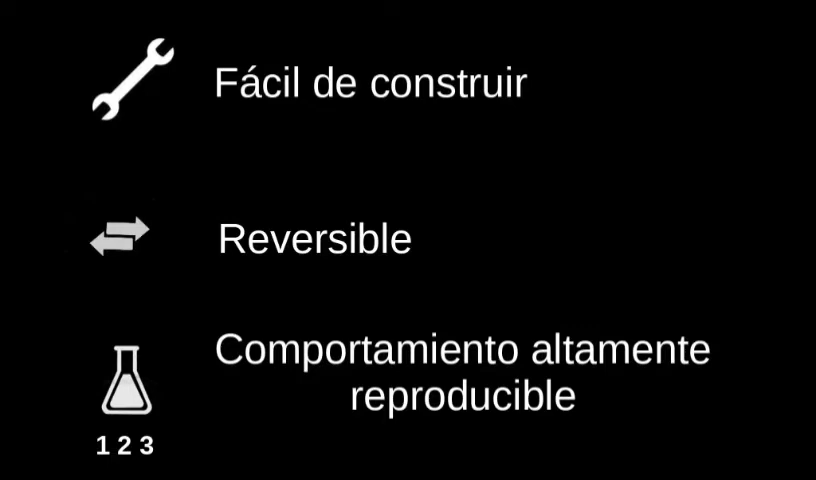 Fácil de construir
Reversible
Comportamiento altamente
reproducible
1 2 3